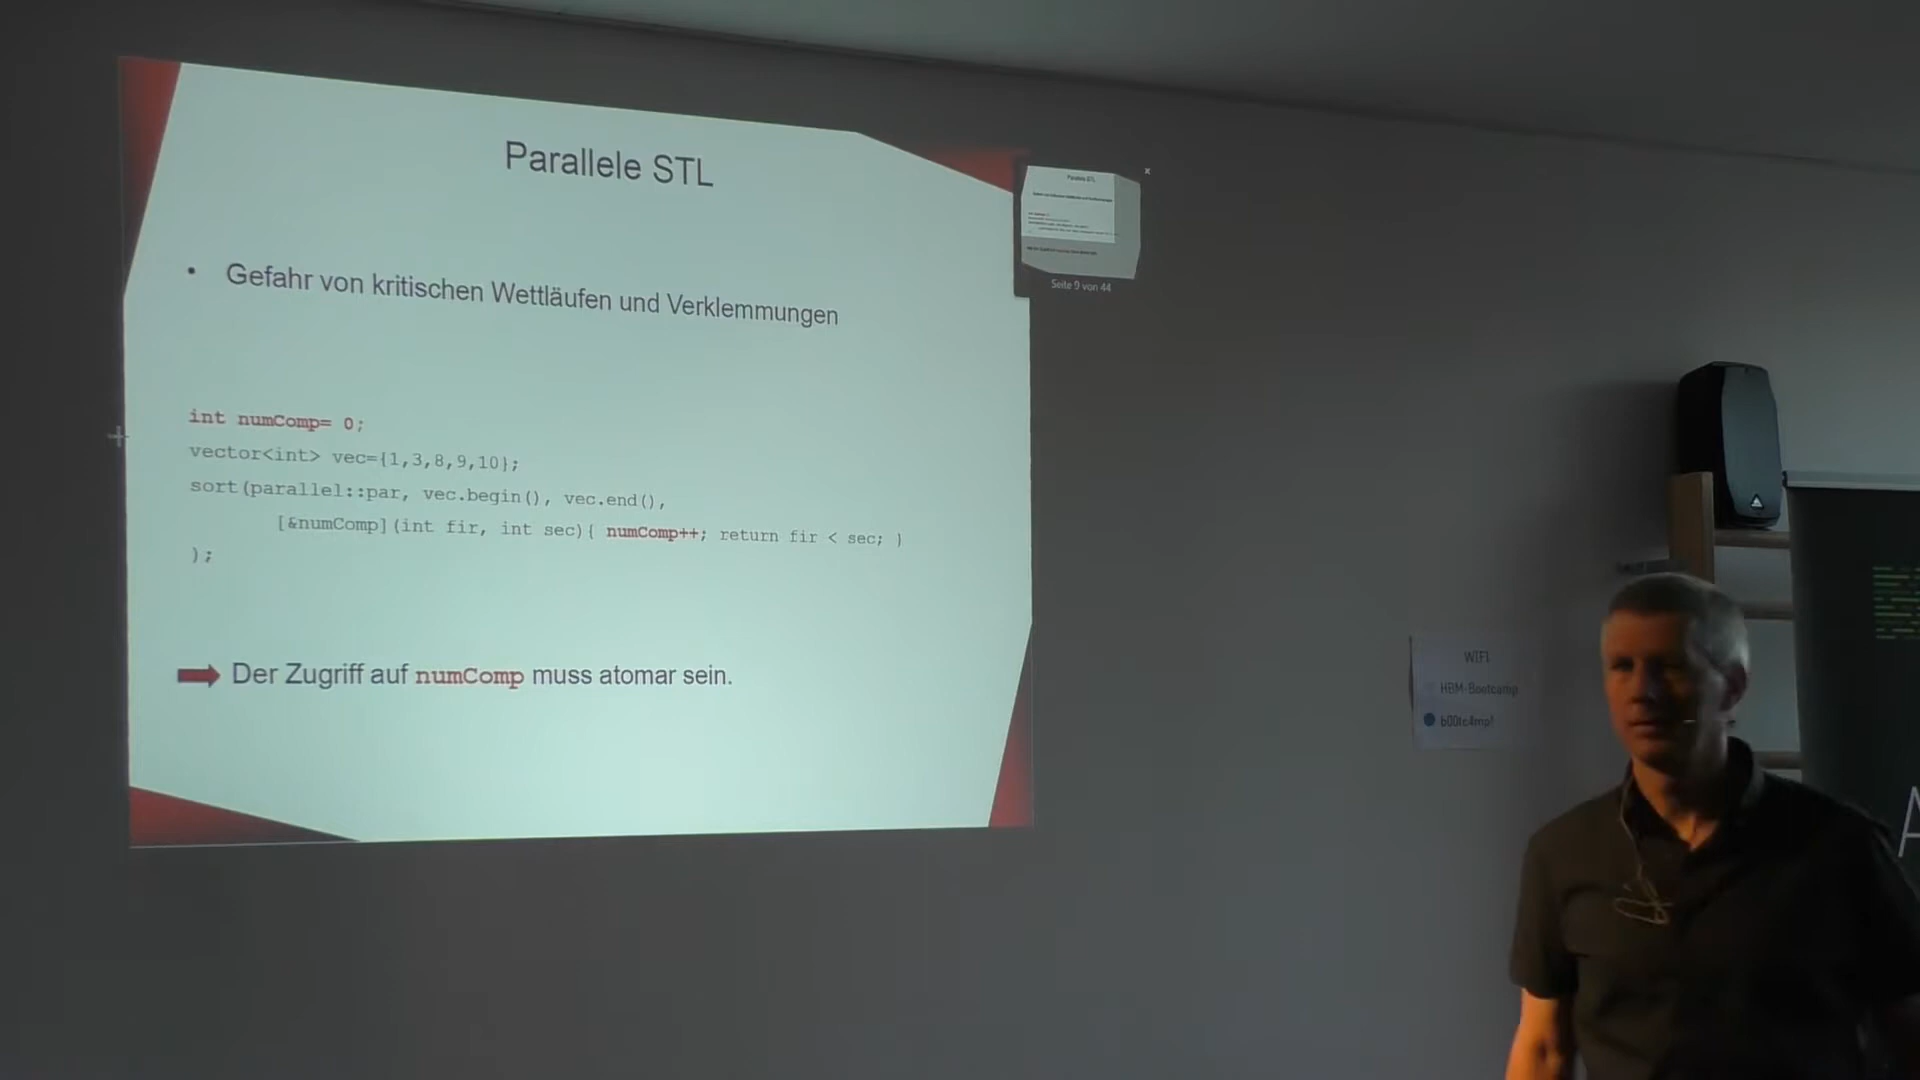 Parallele STL
• Gefahr von kritischen Wettläufen und Verklemmungen
int numComp= 0;
vector<int> vec={1,3,8,9,10};
sort(parallel::par, vec.begin(), vec.end(),
[&numComp](int fir, int sec){ numComp++; return fir < sec; }
);
Der Zugriff auf numComp muss atomar sein.
x
Parallele STL
Seite 9 von 44
WIFI
HBM-Bootcamp
b00tc4mp!